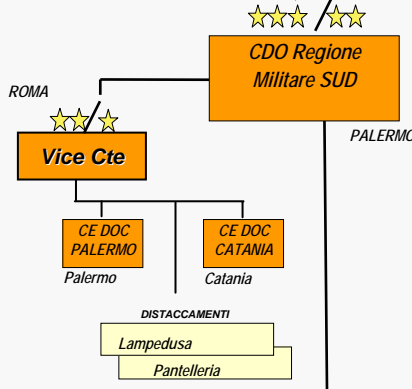 CDO Regione
Militare SUD
ROMA
PALERMO
Vice Cte
CE DOC
PALERMO
CE DOC
CATANIA
Palermo
Catania
DISTACCAMENTI
Lampedusa
Pantelleria